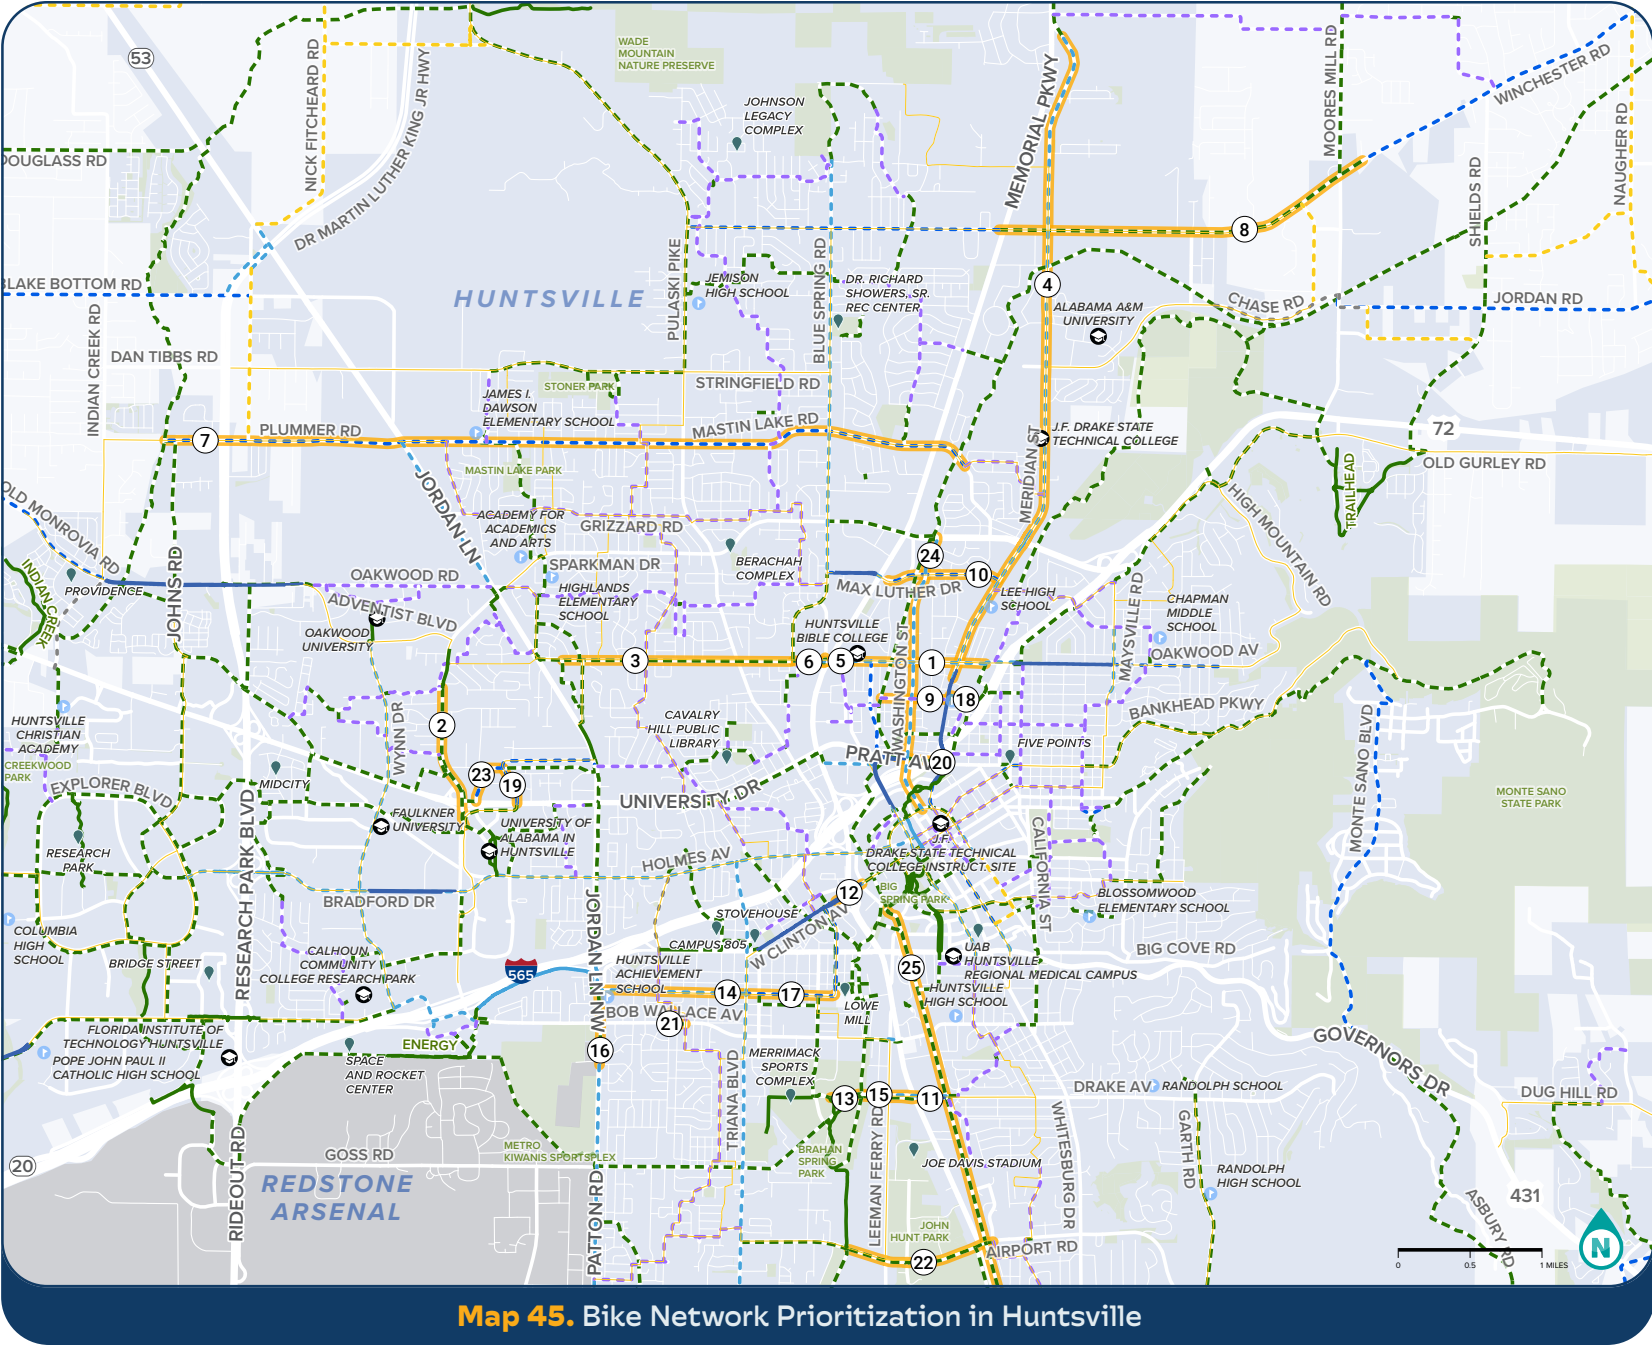 53
WADE
MOUNTAIN
NATURE PRESERVE
JOHNSON
LEGACY
COMPLEX
MEMORIAL PKWY
MOORES MILL RD
WINCHESTER RD
NAUGHER RD
SHIELDS RD
NICK FITCHEARD RD
DR MARTIN LUTHER KING JR HWY
DOUGLASS RD
PULASKI PIKE
BLUE SPRING RD
8
BLAKE BOTTOM RD
HUNTSVILLE
JEMISON
HIGH SCHOOL
DR. RICHARD
SHOWERS, SR.
REC CENTER
4
ALABAMA A&M
UNIVERSITY
CHASE RD
JORDAN RD
INDIAN CREEK RD
DAN TIBBS RD
STONER PARK
STRINGFIELD RD
JAMES I.
DAWSON
ELEMENTARY SCHOOL
7
PLUMMER RD
MASTIN LAKE RD
J.F. DRAKE STATE
TECHNICAL COLLEGE
72
OLD GURLEY RD
TRAILHEAD
MASTIN LAKE PARK
JORDAN LN
MERIDIAN ST
HIGH MOUNTAIN RD
OLD MONROVIA RD
ACADEMY FOR
ACADEMICS
AND ARTS
GRIZZARD RD
SPARKMAN DR
BERACHAH
COMPLEX
24
10
MAX LUTHER DR
LEE HIGH
SCHOOL
INDIAN CREEK
PROVIDENCE
JOHNS RD
OAKWOOD RD
ADVENTIST BLVD
HIGHLANDS
ELEMENTARY
SCHOOL
OAKWOOD
UNIVERSITY
HUNTSVILLE
BIBLE COLLEGE
MAYSVILLE RD
CHAPMAN
MIDDLE
SCHOOL
OAKWOOD AV
3
6
5
1
WASHINGTON ST
9
18
BANKHEAD PKWY
HUNTSVILLE
CHRISTIAN
ACADEMY
CREEKWOOD
PARK
2
WYNN DR
CAVALRY
HILL PUBLIC
LIBRARY
PRATT AV
20
FIVE POINTS
MONTE SANO BLVD
MONTE SANO
STATE PARK
EXPLORER BLVD
MIDCITY
23
19
UNIVERSITY DR
RESEARCH PARK BLVD
FAULKNER
UNIVERSITY
UNIVERSITY OF
ALABAMA IN
HUNTSVILLE
RESEARCH
PARK
J.F.
DRAKE STATE TECHNICAL
COLLEGE INSTRUCT. SITE
CALIFORNIA ST
HOLMES AV
BRADFORD DR
12
BIG
SPRING PARK
BLOSSOMWOOD
ELEMENTARY SCHOOL
COLUMBIA
HIGH
SCHOOL
BRIDGE STREET
CALHOUN
COMMUNITY
COLLEGE RESEARCH PARK
565
JORDAN LN NW
STOVEHOUSE
CAMPUS 805
W CLINTON AV
HUNTSVILLE
ACHIEVEMENT
SCHOOL
25
UAB
HUNTSVILLE
REGIONAL MEDICAL CAMPUS
HUNTSVILLE
HIGH SCHOOL
BIG COVE RD
14
17
LOWE
MILL
BOB WALLACE AV
21
FLORIDA INSTITUTE OF
TECHNOLOGY HUNTSVILLE
POPE JOHN PAUL II
CATHOLIC HIGH SCHOOL
ENERGY
SPACE
AND ROCKET
CENTER
16
MERRIMACK
SPORTS
COMPLEX
GOVERNORS DR
13
15
11
DRAKE AV
RANDOLPH SCHOOL
DUG HILL RD
TRIANA BLVD
LEEMAN FERRY RD
WHITESBURG DR
GARTH RD
20
RIDEOUT RD
GOSS RD
METRO
KIWANIS SPORTSPLEX
BRAHAN
SPRING
PARK
JOE DAVIS STADIUM
RANDOLPH
HIGH SCHOOL
REDSTONE
ARSENAL
PATTON RD
JOHN
HUNT PARK
22
AIRPORT RD
431
ASBURY RD
N
0 0.5 1 MILES
Map 45. Bike Network Prioritization in Huntsville